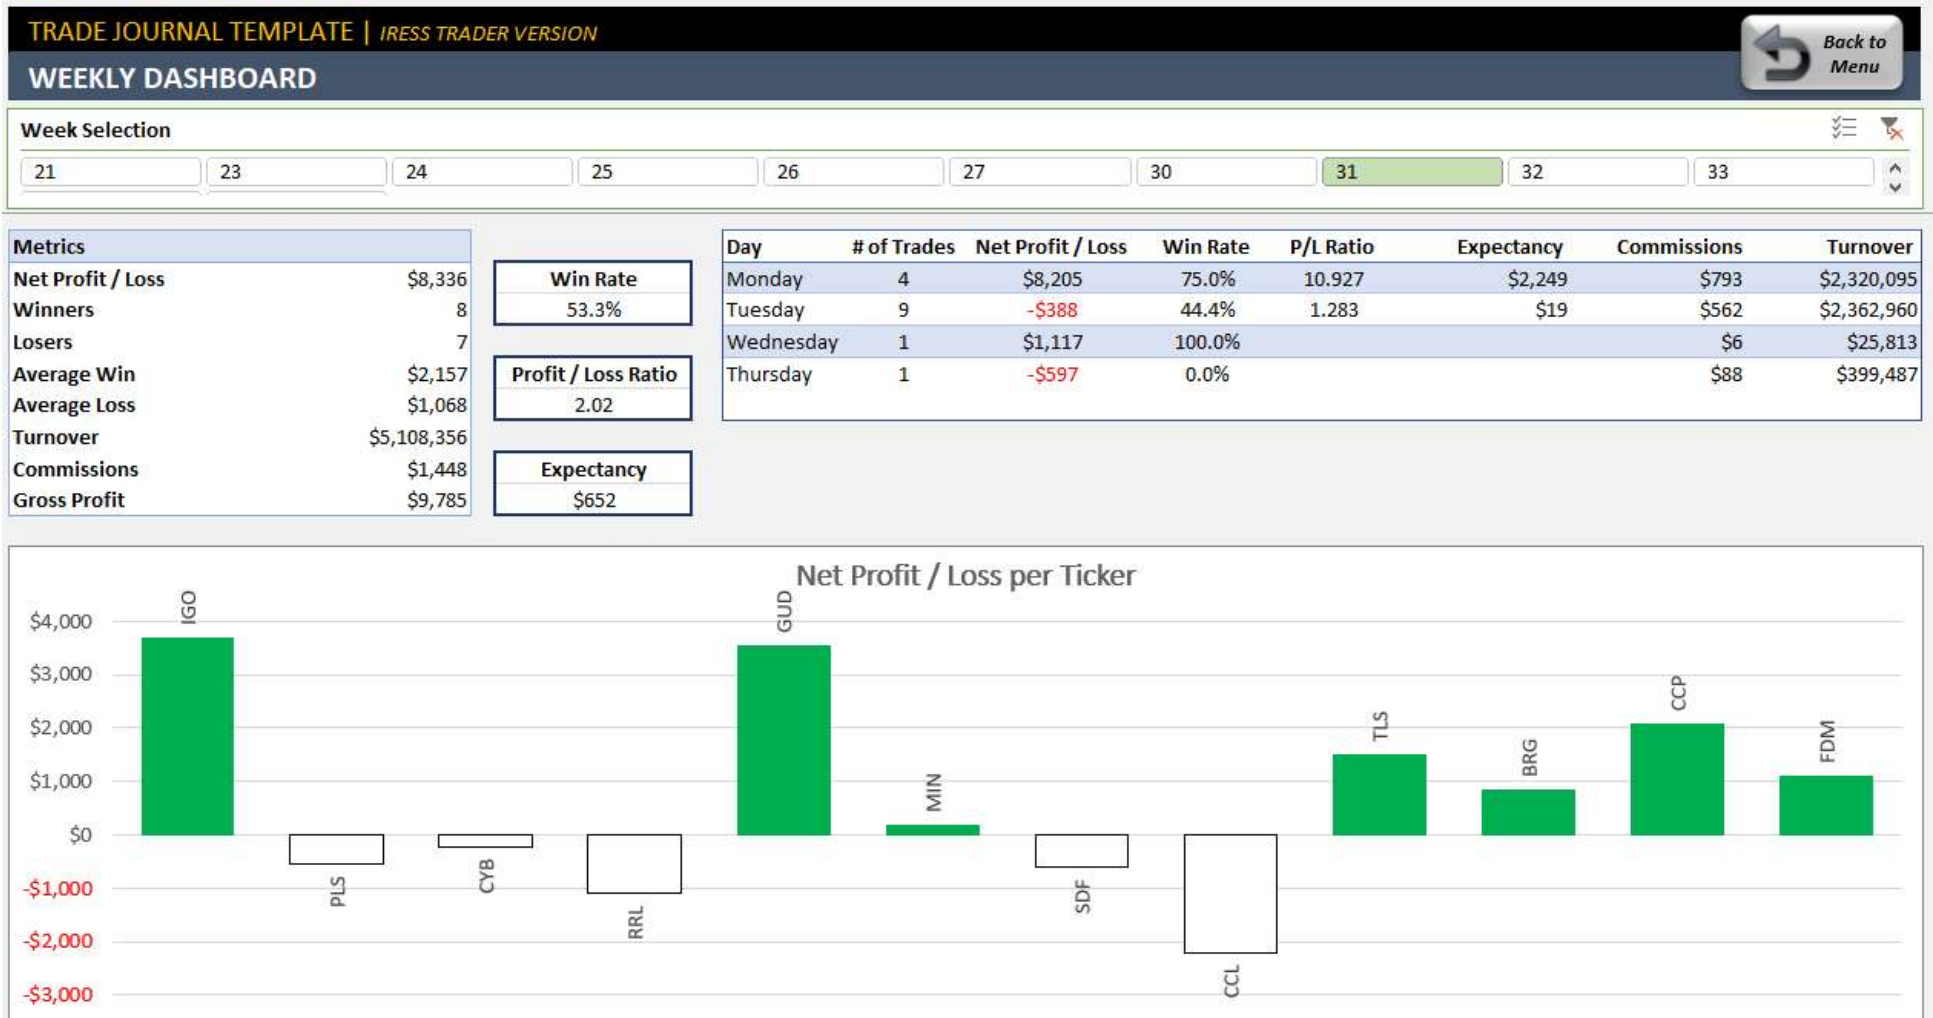 TRADE JOURNAL TEMPLATE | IRESS TRADER VERSION
Back to
Menu
WEEKLY DASHBOARD
Week Selection
21 23 24 25 26 27 30 31 32 33
Metrics
Net Profit / Loss $8,336
Winners 8
Losers 7
Average Win $2,157
Average Loss $1,068
Turnover $5,108,356
Commissions $1,448
Gross Profit $9,785
Win Rate
53.3%
Profit / Loss Ratio
2.02
Expectancy
$652
Day # of Trades Net Profit / Loss Win Rate P/L Ratio Expectancy Commissions Turnover
Monday 4 $8,205 75.0% 10.927 $2,249 $793 $2,320,095
Tuesday 9 -$388 44.4% 1.283 $19 $562 $2,362,960
Wednesday 1 $1,117 100.0% $6 $25,813
Thursday 1 -$597 0.0% $88 $399,487
Net Profit / Loss per Ticker
$4,000
$3,000
$2,000
$1,000
$0
-$1,000
-$2,000
-$3,000
IGO
PLS
CYB
RRL
GUD
MIN
SDF
CCL
TLS
BRG
CCP
FDM